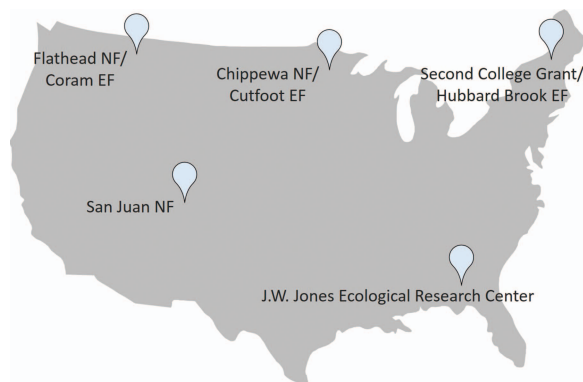 Flathead NF/
Coram EF
Chippewa NF/
Cutfoot EF
Second College Grant/
Hubbard Brook EF
San Juan NF
J.W. Jones Ecological Research Center